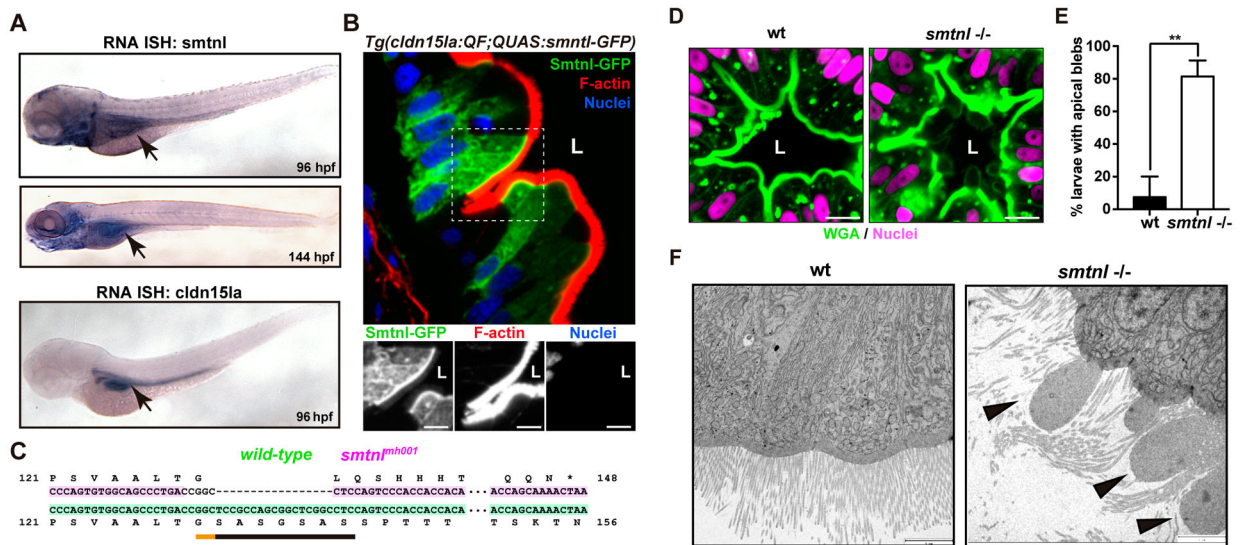 A
RNA ISH: smtnl
96 hpf
144 hpf
RNA ISH: cldn15la
96 hpf
B
Tg(cldn15la:QF;QUAS:smntl-GFP)
Smtnl-GFP
F-actin
Nuclei
L
Smtnl-GFP F-actin Nuclei
L L L
C
wild-type smtnl^mh001
121 P S V A A L T G L Q S H H H T Q Q N * 148
CCCAGTGTGGCAGCCCTGACCGGC----------------CTCCAGTCCCACCACCACCACA ... ACCAGCAAAACTAA
CCCAGTGTGGCAGCCCTGACCGGCTCCGCCAGCGGCTCGGCCTCCAGTCCCACCACCACCACA ... ACCAGCAAAACTAA
121 P S V A A L T G S A S G S A S S P T T T T S K T N 156
D
wt smtnl -/-
L L
WGA / Nuclei
E
% larvae with apical blebs
100
80
60
40
20
0
**
wt smtnl -/-
F
wt smtnl -/-